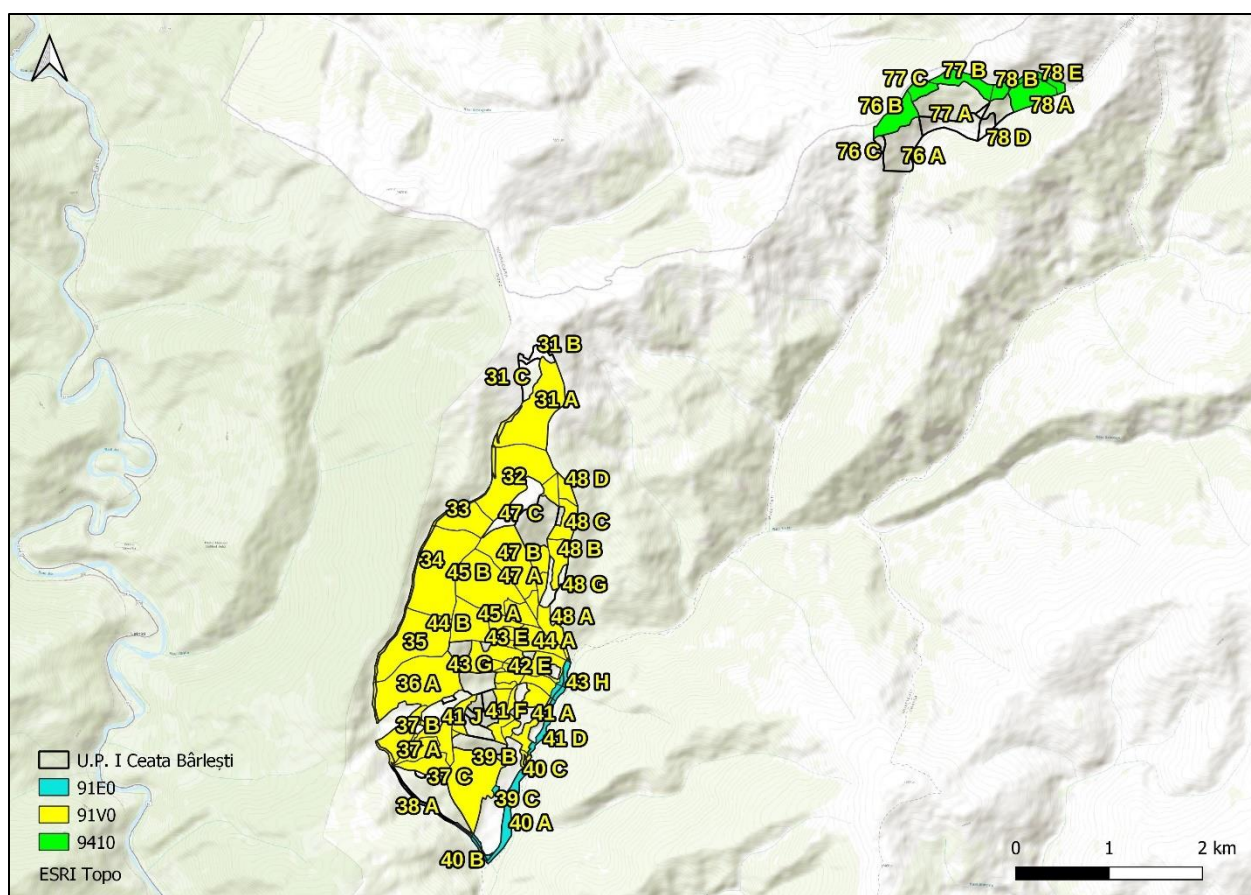 77 C
77 B
78 B
78 E
76 B
77 A
78 A
78 D
76 C
76 A
31 B
31 C
31 A
32
48 D
33
47 C
48 C
34
47 B
48 B
45 B
47 A
48 G
45 A
48 A
44 B
43 E
44 A
35
43 G
42 E
36 A
43 H
37 B
41 J
41 F
41 A
37 A
39 B
41 D
37 C
40 C
38 A
39 C
40 A
40 B
U.P. I Ceata Bârlești
91E0
91V0
9410
ESRI Topo
0 1 2 km